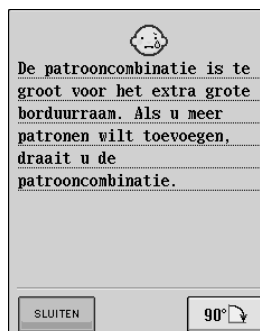 De patrooncombinatie is te
groot voor het extra grote
borduurraam. Als u meer
patronen wilt toevoegen,
draait u de
patrooncombinatie.
SLUITEN
90°